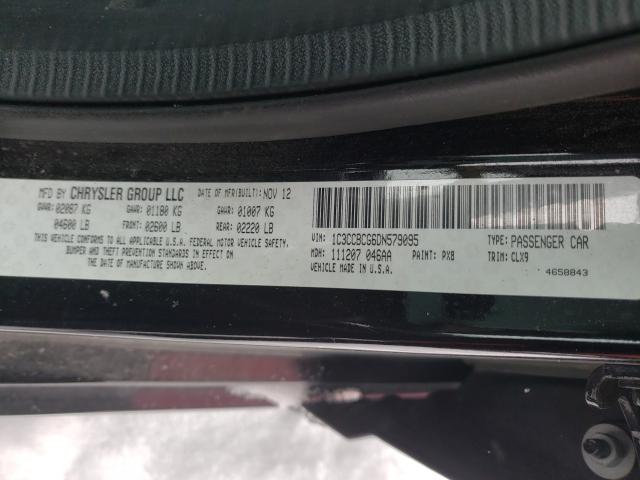 MFD BY CHRYSLER GROUP LLC DATE OF MFR(BUILT): NOV 12
GVWR: 02087 KG GAWR: 01180 KG GAWR: 01007 KG
04600 LB FRONT: 02600 LB REAR: 02220 LB
THIS VEHICLE CONFORMS TO ALL APPLICABLE U.S.A. FEDERAL MOTOR VEHICLE SAFETY,
BUMPER AND THEFT PREVENTION STANDARDS IN EFFECT ON
THE DATE OF MANUFACTURE SHOWN ABOVE.
VIN: 1C3CCBCG6DN579095 TYPE: PASSENGER CAR
MDH: 111207 046AA PAINT: PX8 TRIM: CLX9
VEHICLE MADE IN U.S.A. 4658843